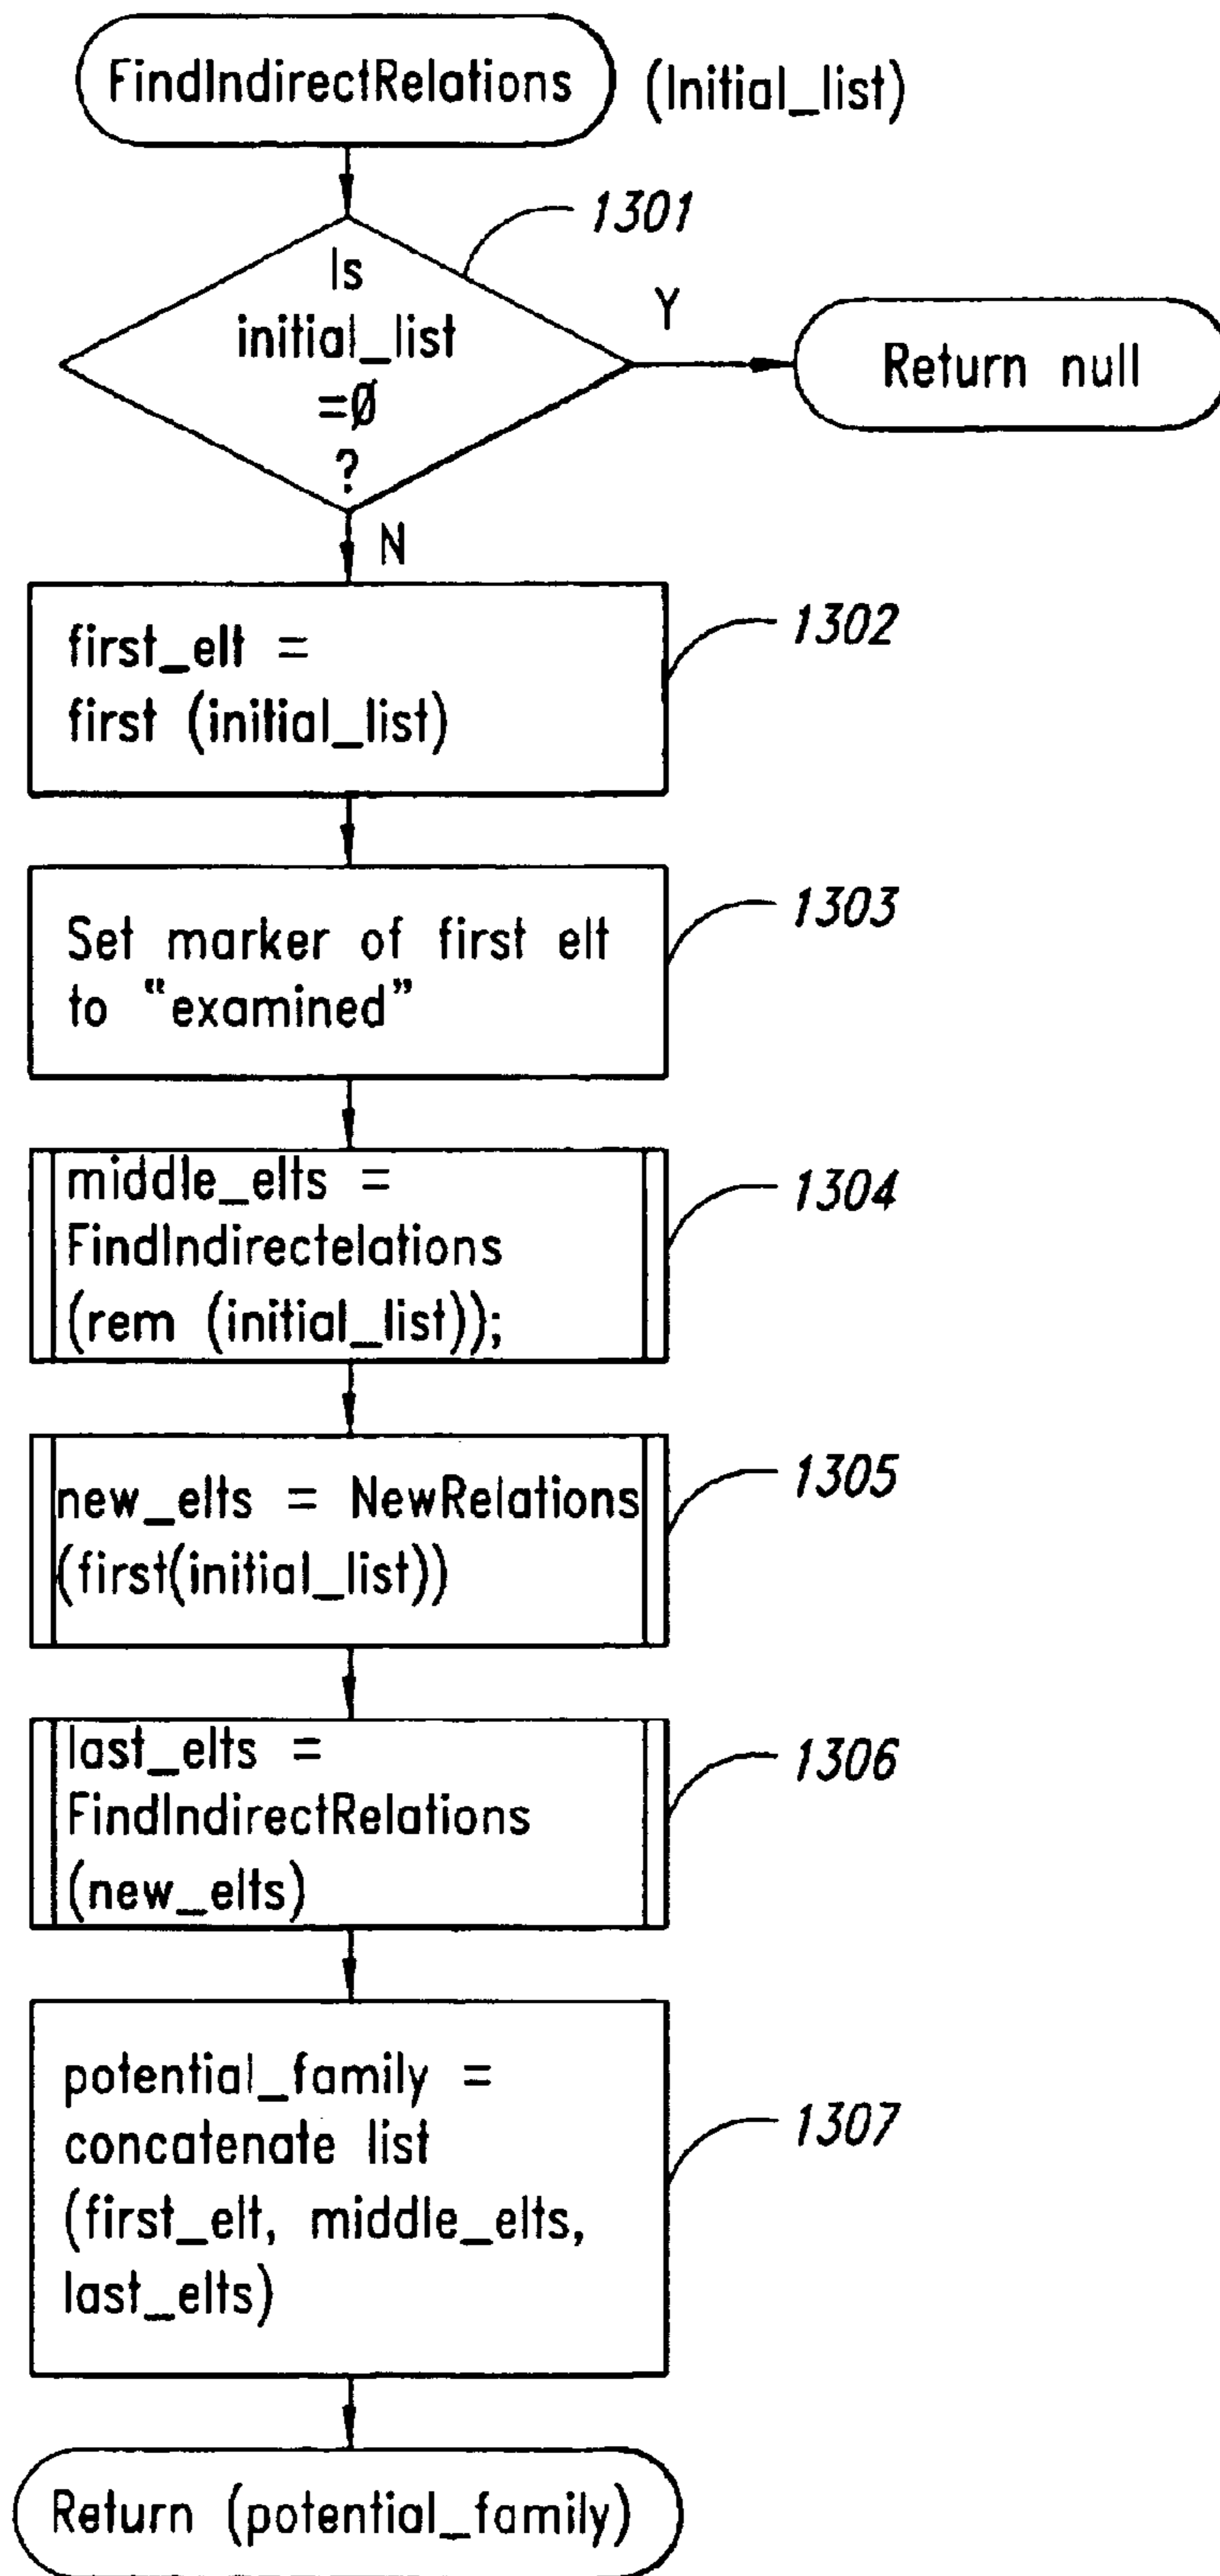 FindIndirectRelations (Initial_list)
1301
Is
initial_list
=Ø
?
Y
Return null
N
first_elt =
first (initial_list)
1302
Set marker of first elt
to “examined”
1303
middle_elts =
FindIndirectelations
(rem (initial_list));
1304
new_elts = NewRelations
(first(initial_list))
1305
last_elts =
FindIndirectRelations
(new_elts)
1306
potential_family =
concatenate list
(first_elt, middle_elts,
last_elts)
1307
Return (potential_family)